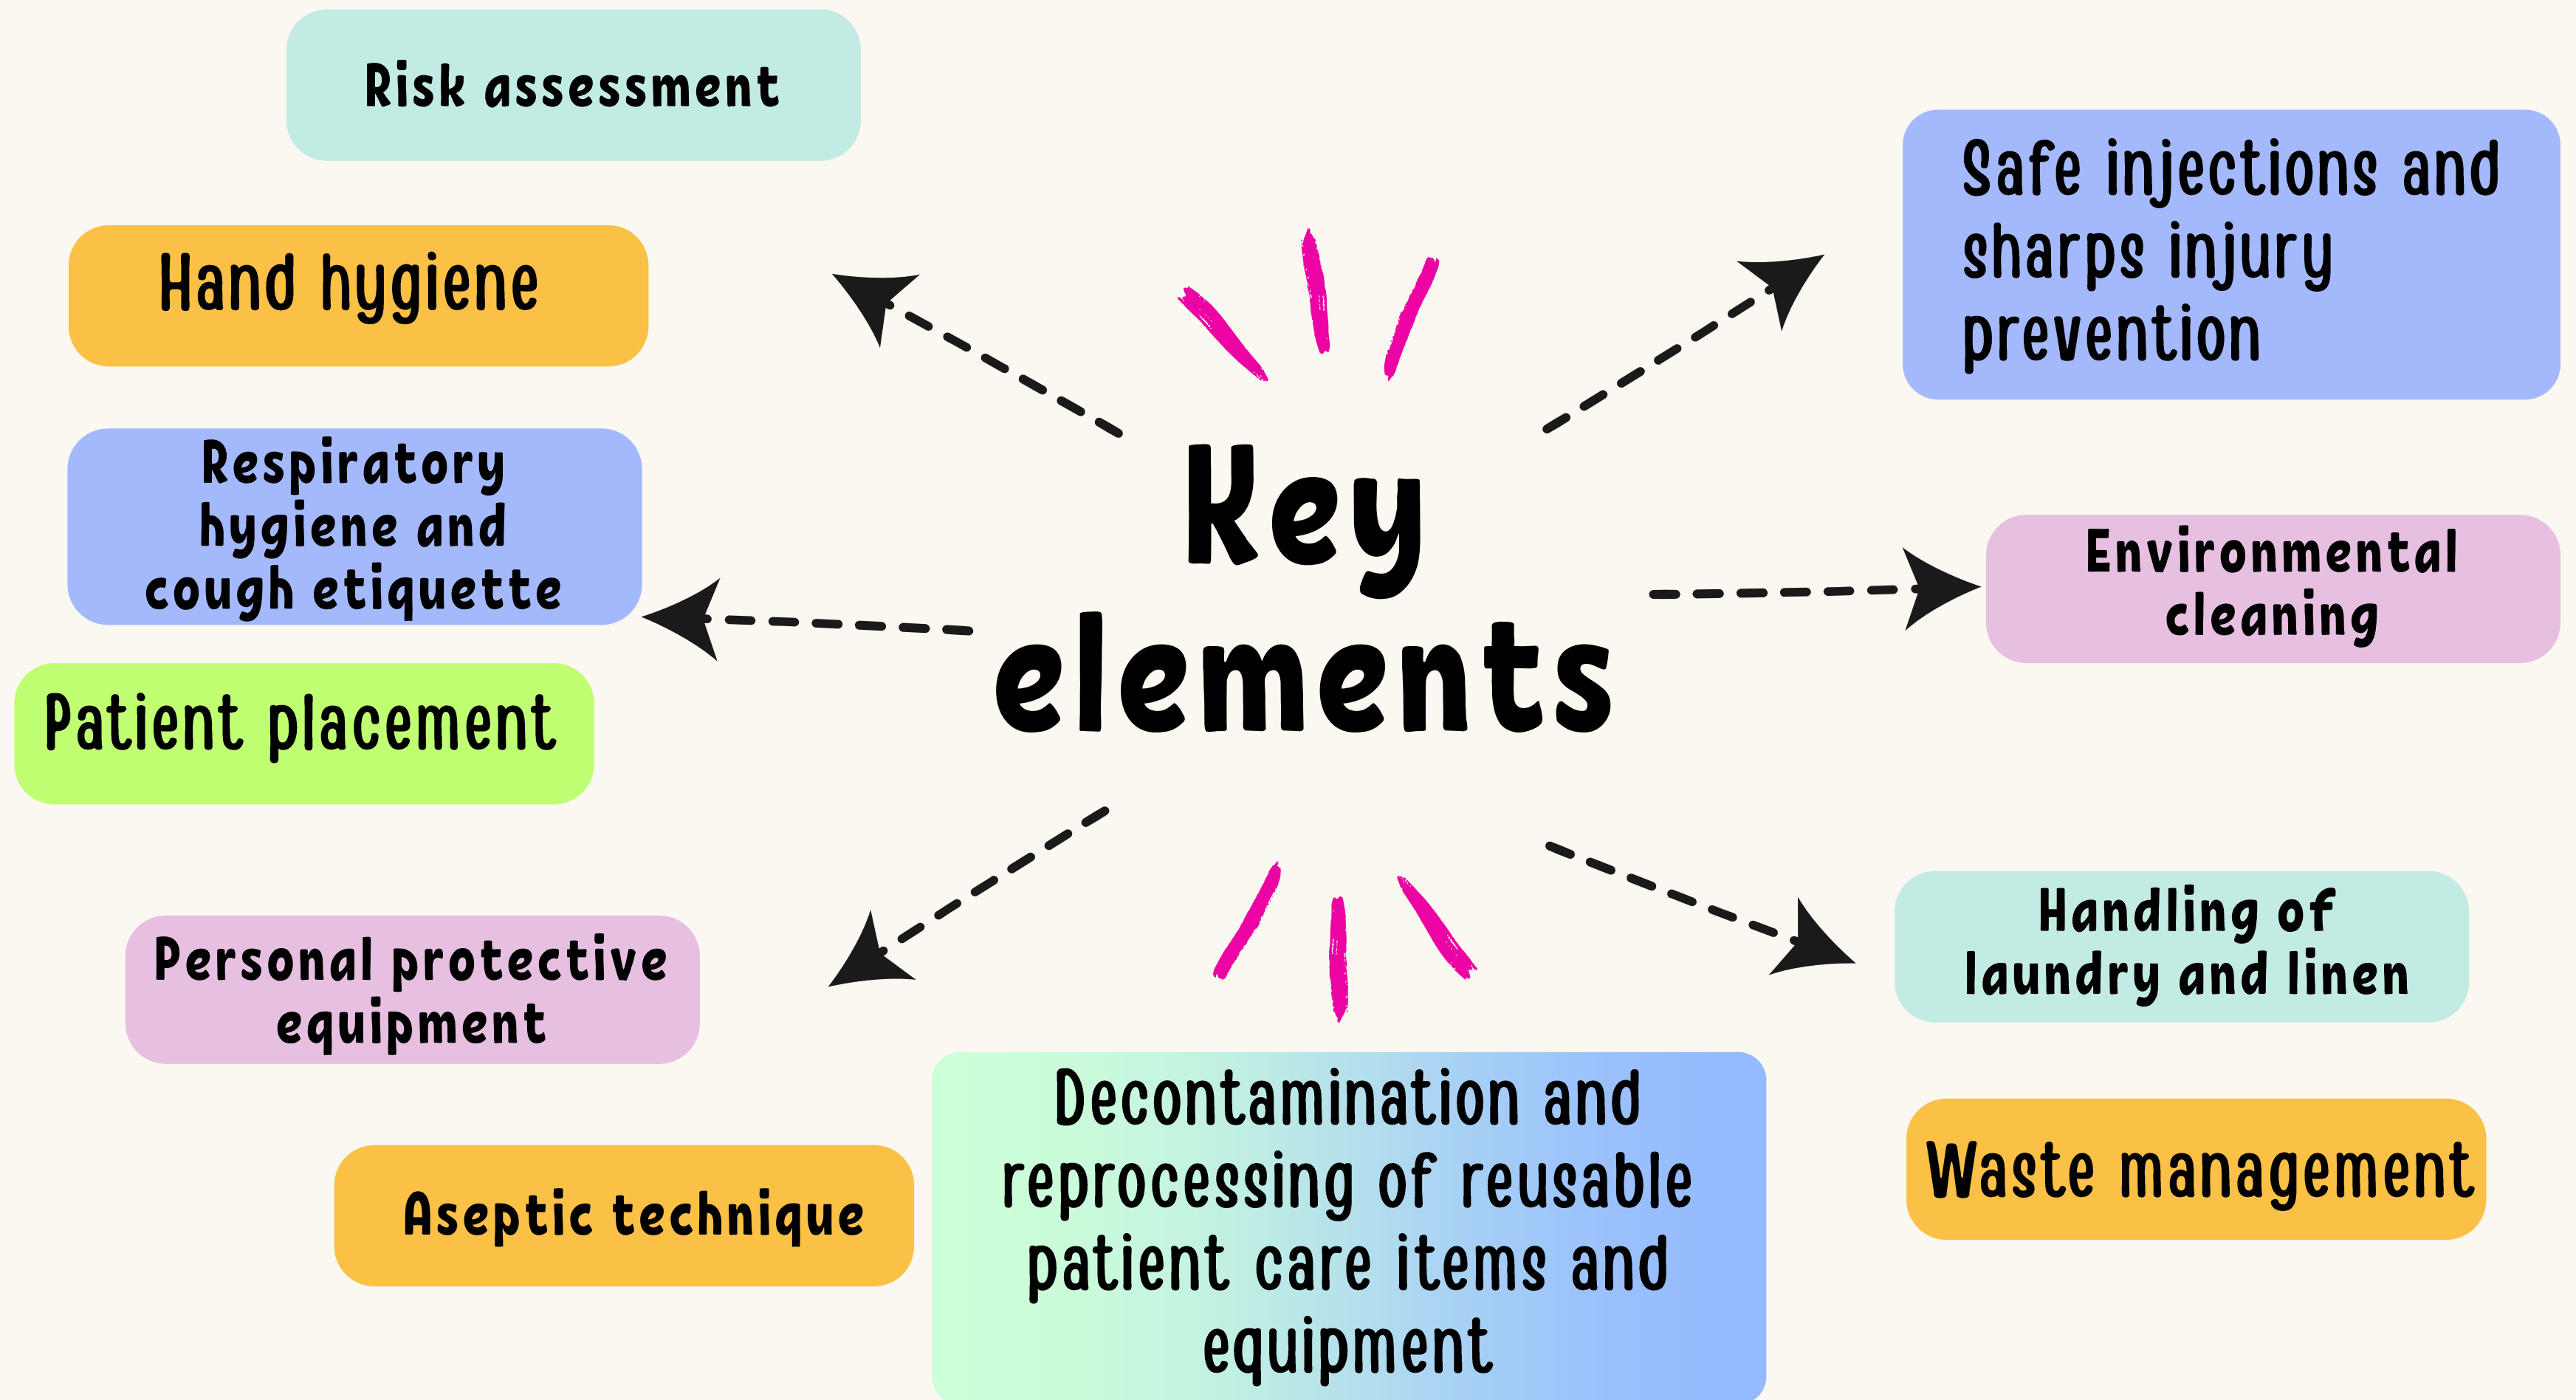 Risk assessment
Hand hygiene
Respiratory
hygiene and
cough etiquette
Patient placement
Personal protective
equipment
Aseptic technique
Key
elements
Decontamination and
reprocessing of reusable
patient care items and
equipment
Safe injections and
sharps injury
prevention
Environmental
cleaning
Handling of
laundry and linen
Waste management